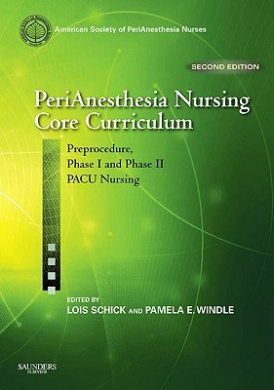 American Society of PeriAnesthesia Nurses
SECOND EDITION
PeriAnesthesia Nursing
Core Curriculum
Preprocedure,
Phase I and Phase II
PACU Nursing
EDITED BY
LOIS SCHICK AND PAMELA E. WINDLE
SAUNDERS
ELSEVIER